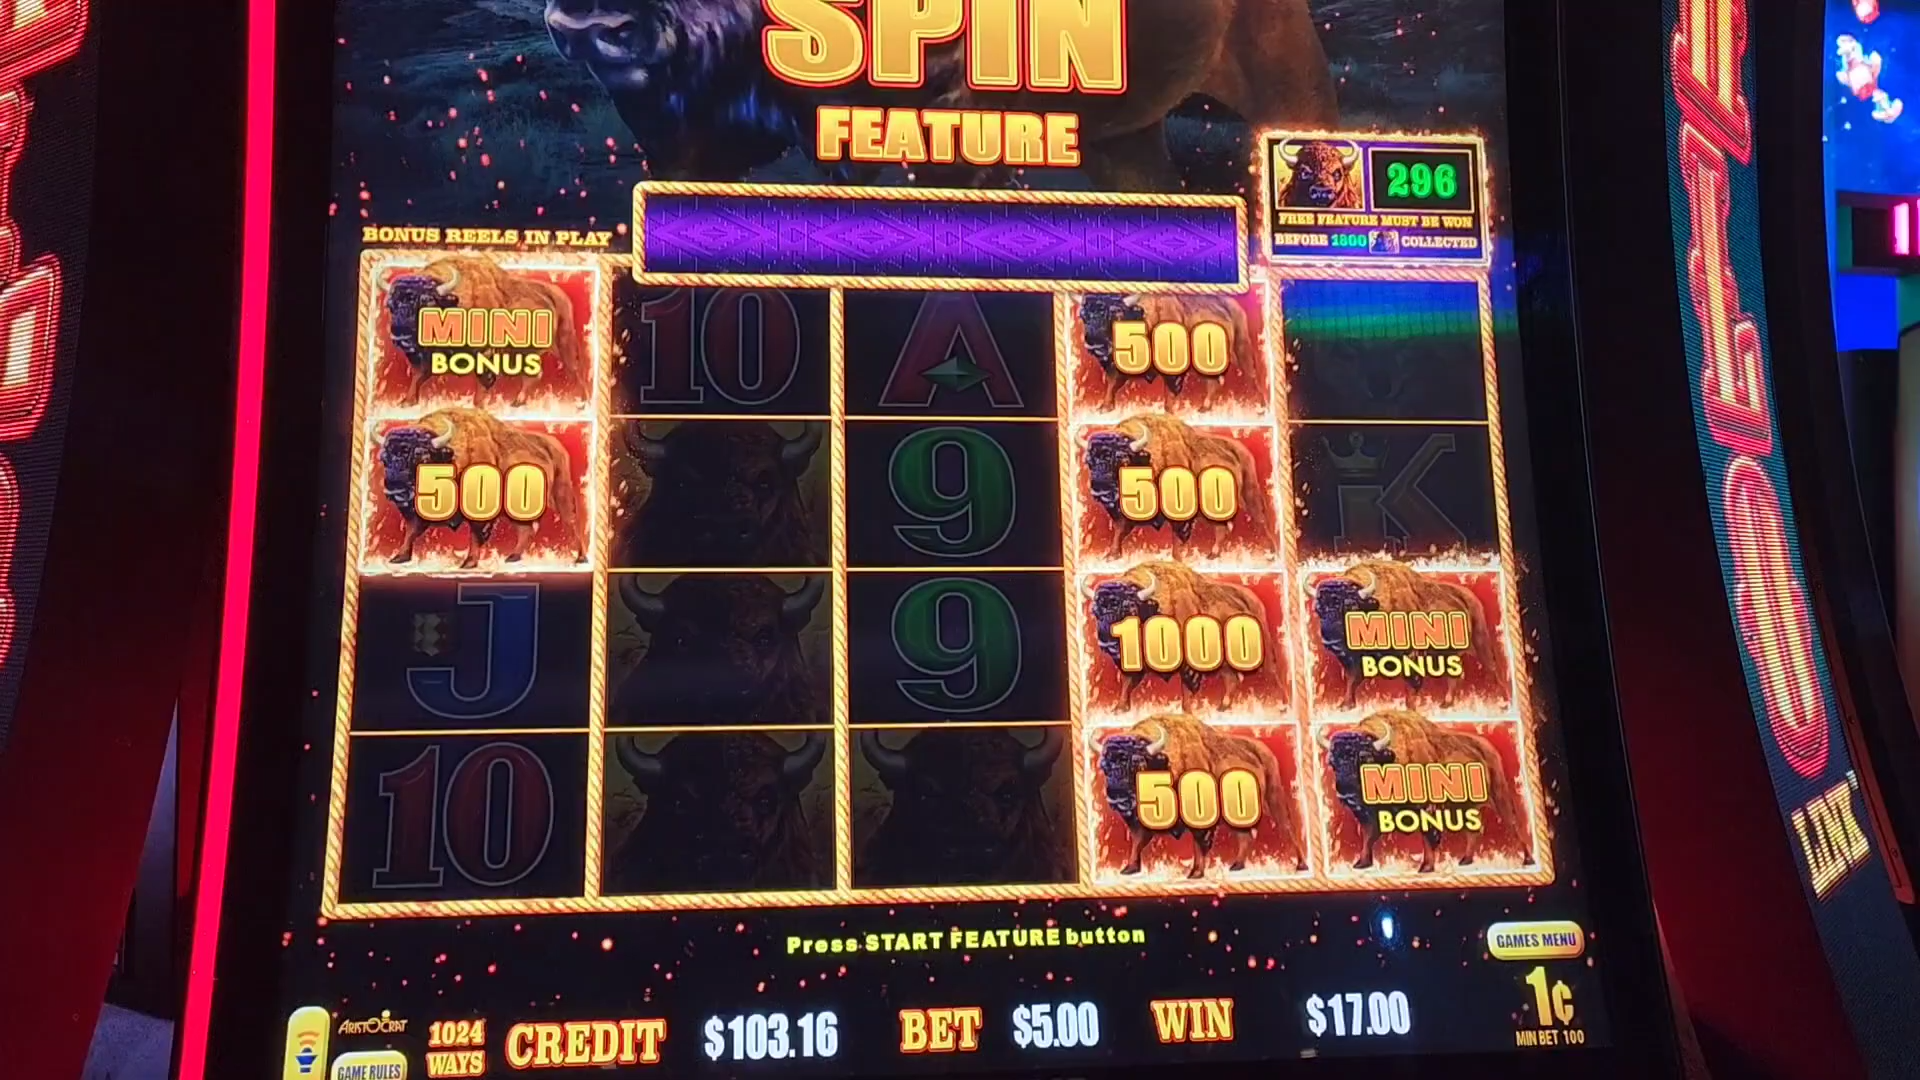 SPIN
FEATURE
296
FREE FEATURE MUST BE WON
BEFORE 1800 COLLECTED
BONUS REELS IN PLAY
MINI
BONUS
10
A
500
500
9
500
K
J
9
1000
MINI
BONUS
10
500
MINI
BONUS
Press START FEATURE button
GAMES MENU
ARISTOCRAT
GAME RULES
1024
WAYS
CREDIT $103.16
BET $5.00
WIN $17.00
1¢
MIN BET 100
LINK